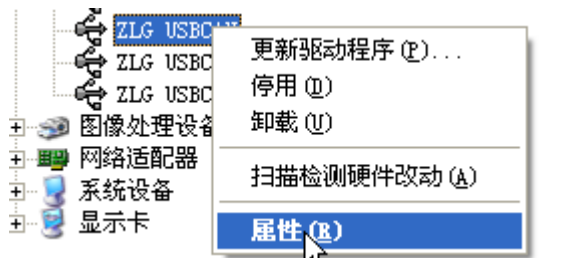 ZLG USBCAN
ZLG USBC
ZLG USBC
图像处理设备
网络适配器
系统设备
显示卡
更新驱动程序(P)...
停用(D)
卸载(U)
扫描检测硬件改动(A)
属性(R)